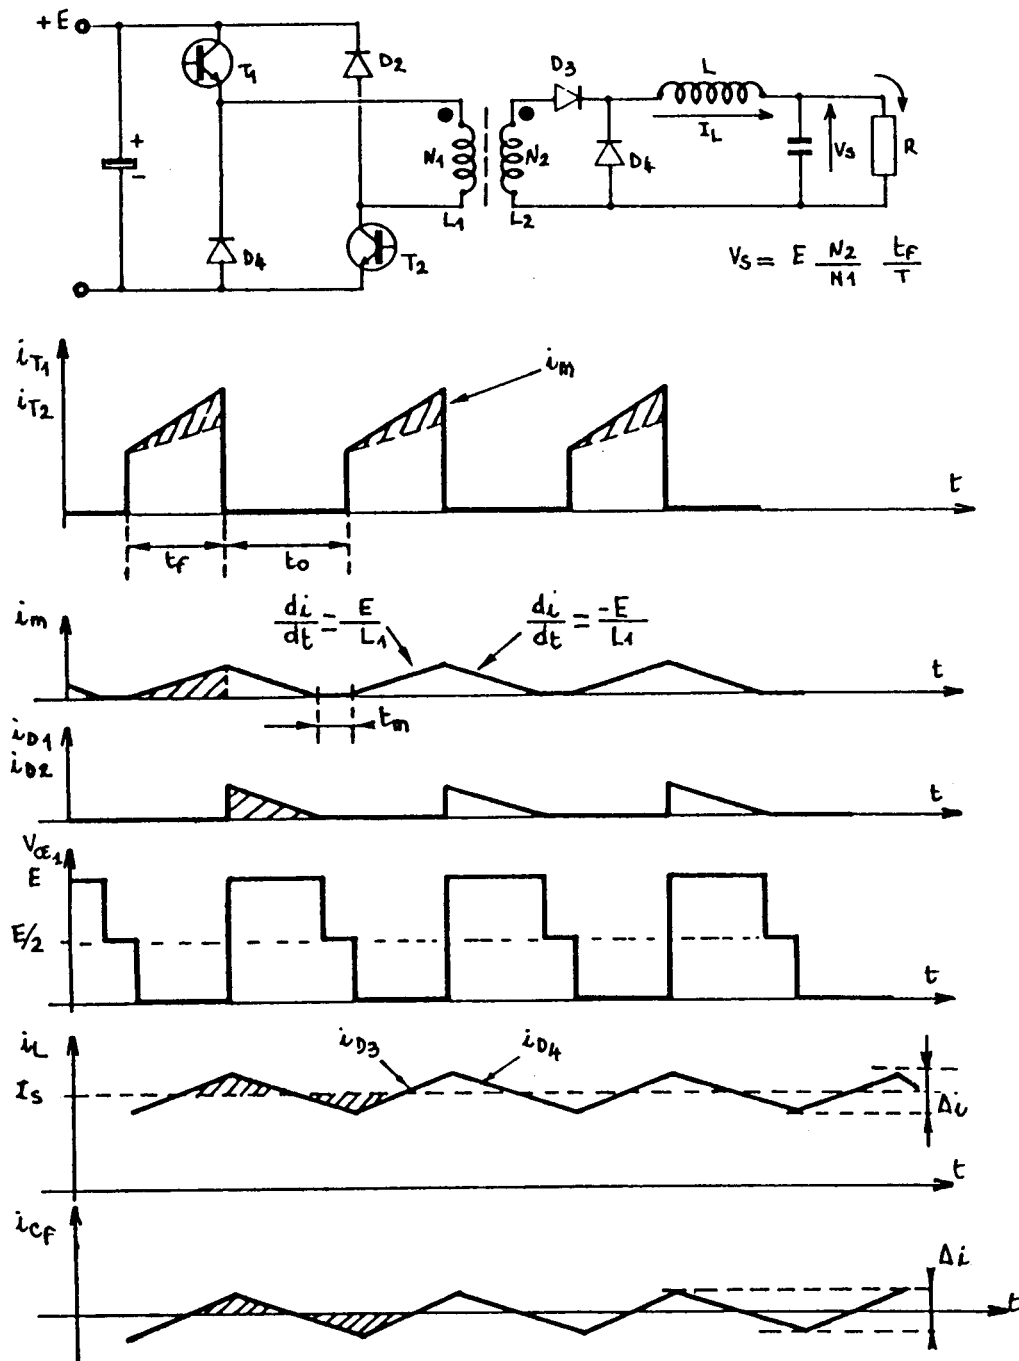 +E
T1
D2
D3
L
IL
+
-
N1
N2
D4
Vs
R
L1
L2
D4
T2
Vs = E N2/N1 tf/T
iT1
iT2
im
t
tf
to
im
di/dt = E/L1
di/dt = -E/L1
t
tm
iD1
iD2
t
VCE1
E
E/2
t
iL
iD3
iD4
Is
Δi
t
iCF
Δi
t